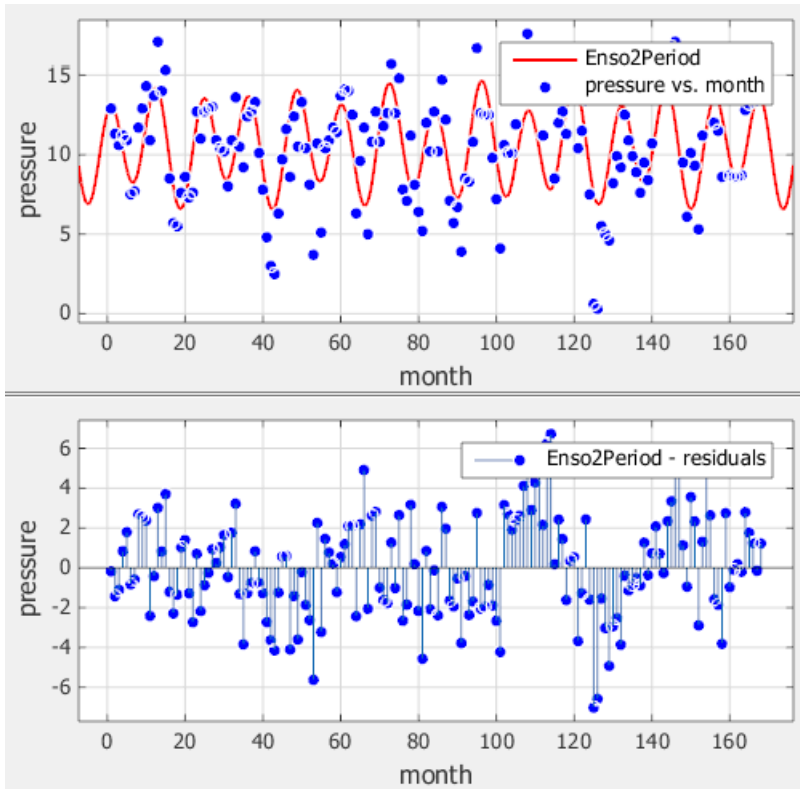 Enso2Period
pressure vs. month
15
10
5
0
pressure
0 20 40 60 80 100 120 140 160
month
Enso2Period - residuals
6
4
2
0
-2
-4
-6
pressure
0 20 40 60 80 100 120 140 160
month